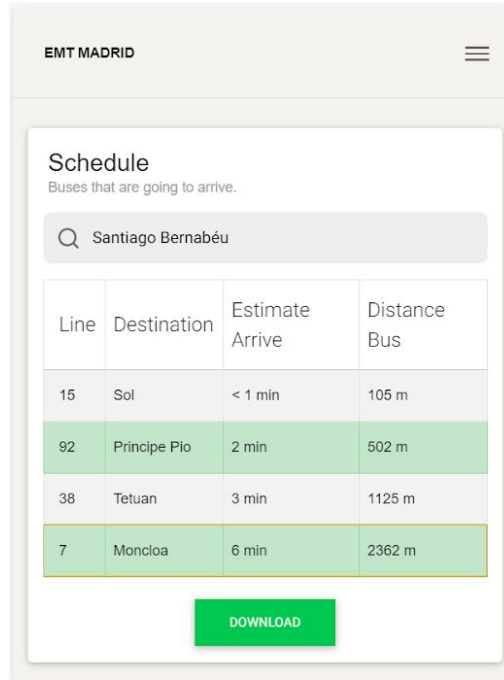 EMT MADRID
Schedule
Buses that are going to arrive.
Santiago Bernabéu
Line Destination Estimate Arrive Distance Bus
15 Sol < 1 min 105 m
92 Principe Pio 2 min 502 m
38 Tetuan 3 min 1125 m
7 Moncloa 6 min 2362 m
DOWNLOAD